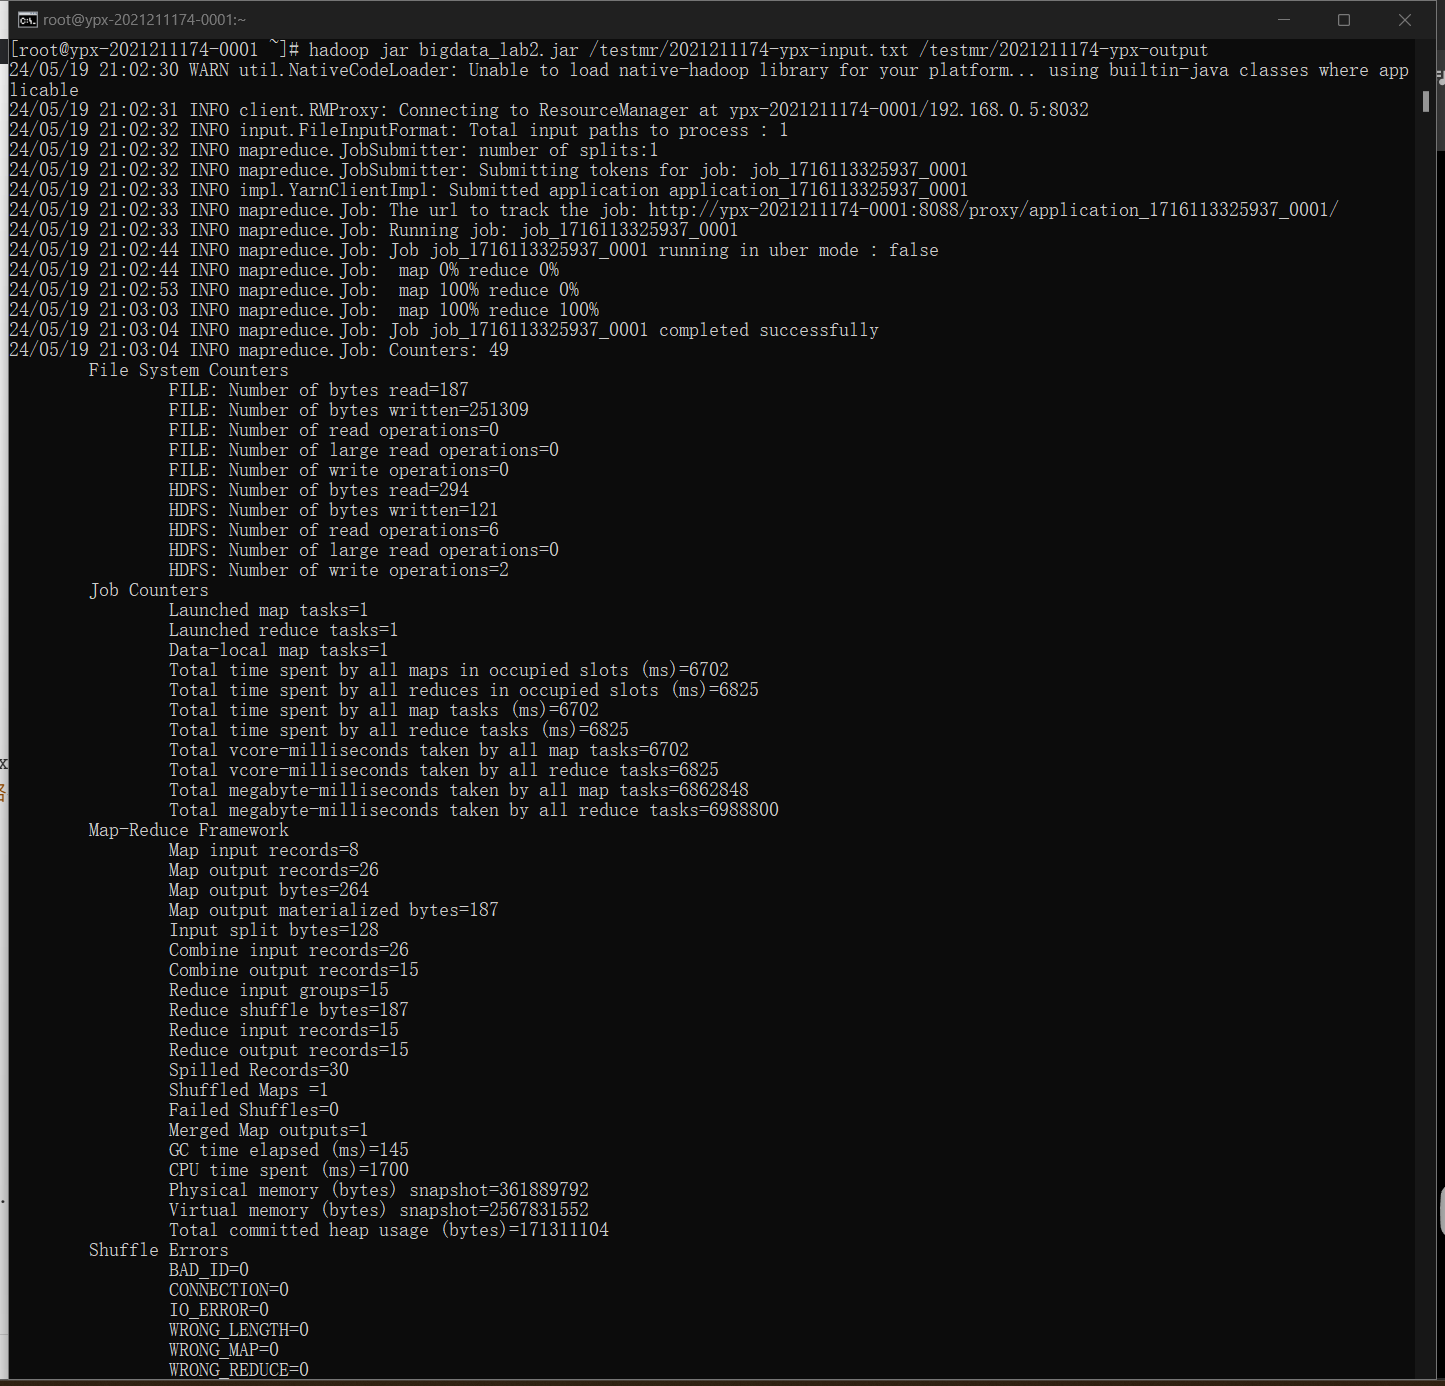 root@ypx-2021211174-0001:~
[root@ypx-2021211174-0001 ~]# hadoop jar bigdata_lab2.jar /testmr/2021211174-ypx-input.txt /testmr/2021211174-ypx-output
24/05/19 21:02:30 WARN util.NativeCodeLoader: Unable to load native-hadoop library for your platform... using builtin-java classes where app
licable
24/05/19 21:02:31 INFO client.RMProxy: Connecting to ResourceManager at ypx-2021211174-0001/192.168.0.5:8032
24/05/19 21:02:32 INFO input.FileInputFormat: Total input paths to process : 1
24/05/19 21:02:32 INFO mapreduce.JobSubmitter: number of splits:1
24/05/19 21:02:32 INFO mapreduce.JobSubmitter: Submitting tokens for job: job_1716113325937_0001
24/05/19 21:02:33 INFO impl.YarnClientImpl: Submitted application application_1716113325937_0001
24/05/19 21:02:33 INFO mapreduce.Job: The url to track the job: http://ypx-2021211174-0001:8088/proxy/application_1716113325937_0001/
24/05/19 21:02:33 INFO mapreduce.Job: Running job: job_1716113325937_0001
24/05/19 21:02:44 INFO mapreduce.Job: Job job_1716113325937_0001 running in uber mode : false
24/05/19 21:02:44 INFO mapreduce.Job:  map 0% reduce 0%
24/05/19 21:02:53 INFO mapreduce.Job:  map 100% reduce 0%
24/05/19 21:03:03 INFO mapreduce.Job:  map 100% reduce 100%
24/05/19 21:03:04 INFO mapreduce.Job: Job job_1716113325937_0001 completed successfully
24/05/19 21:03:04 INFO mapreduce.Job: Counters: 49
File System Counters
FILE: Number of bytes read=187
FILE: Number of bytes written=251309
FILE: Number of read operations=0
FILE: Number of large read operations=0
FILE: Number of write operations=0
HDFS: Number of bytes read=294
HDFS: Number of bytes written=121
HDFS: Number of read operations=6
HDFS: Number of large read operations=0
HDFS: Number of write operations=2
Job Counters
Launched map tasks=1
Launched reduce tasks=1
Data-local map tasks=1
Total time spent by all maps in occupied slots (ms)=6702
Total time spent by all reduces in occupied slots (ms)=6825
Total time spent by all map tasks (ms)=6702
Total time spent by all reduce tasks (ms)=6825
Total vcore-milliseconds taken by all map tasks=6702
Total vcore-milliseconds taken by all reduce tasks=6825
Total megabyte-milliseconds taken by all map tasks=6862848
Total megabyte-milliseconds taken by all reduce tasks=6988800
Map-Reduce Framework
Map input records=8
Map output records=26
Map output bytes=264
Map output materialized bytes=187
Input split bytes=128
Combine input records=26
Combine output records=15
Reduce input groups=15
Reduce shuffle bytes=187
Reduce input records=15
Reduce output records=15
Spilled Records=30
Shuffled Maps =1
Failed Shuffles=0
Merged Map outputs=1
GC time elapsed (ms)=145
CPU time spent (ms)=1700
Physical memory (bytes) snapshot=361889792
Virtual memory (bytes) snapshot=2567831552
Total committed heap usage (bytes)=171311104
Shuffle Errors
BAD_ID=0
CONNECTION=0
IO_ERROR=0
WRONG_LENGTH=0
WRONG_MAP=0
WRONG_REDUCE=0